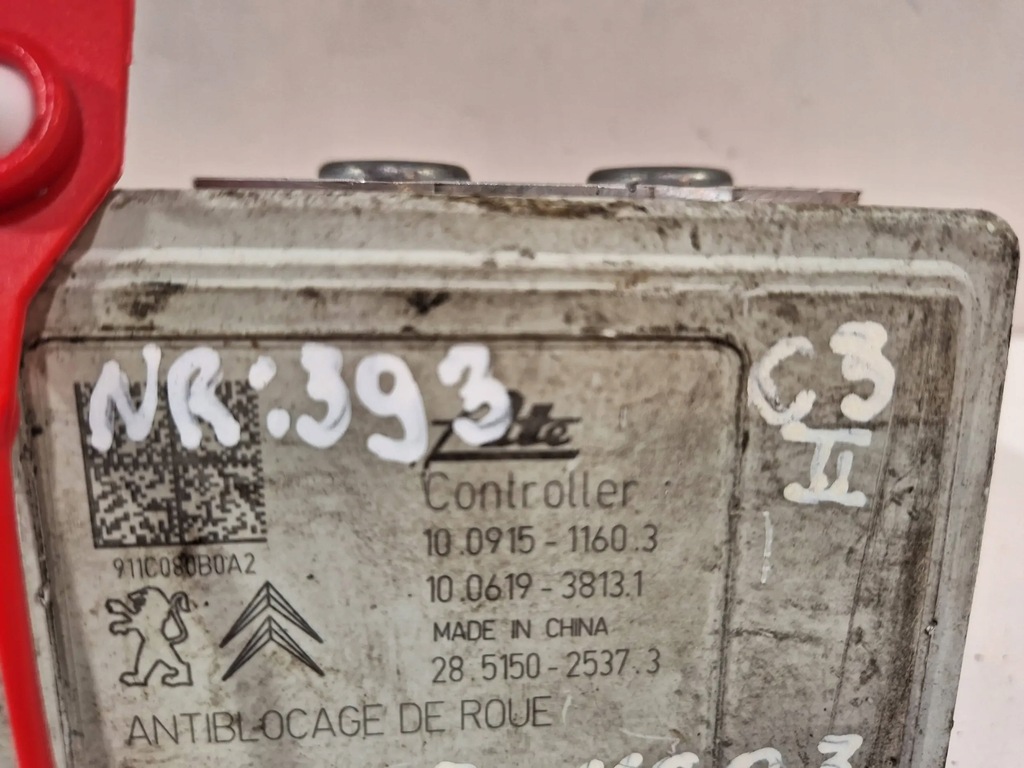 NR:393
C3
II
Ate
Controller
10.0915-1160.3
911C080B0A2
10.0619-3813.1
MADE IN CHINA
28.5150-2537.3
ANTIBLOCAGE DE ROUE